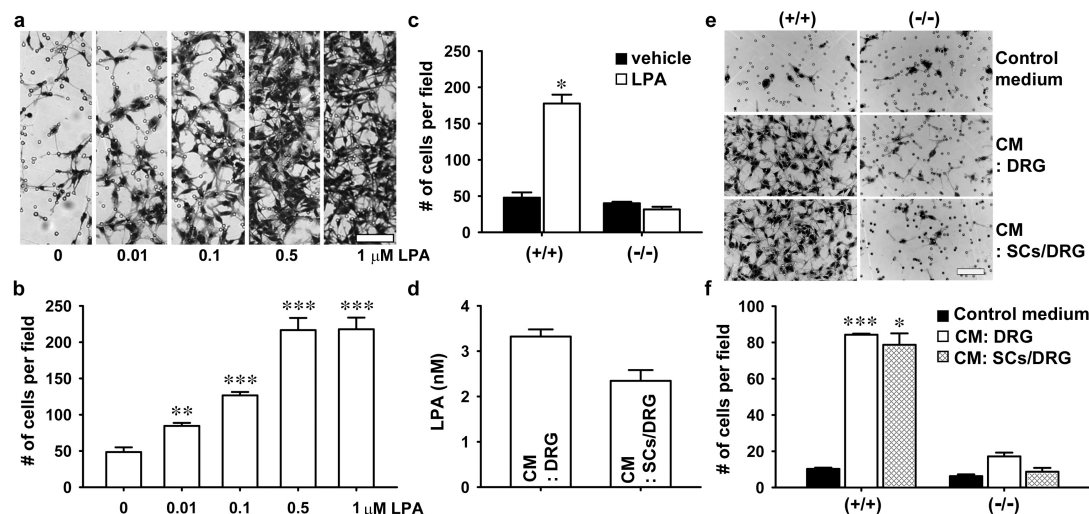 a
0 0.01 0.1 0.5 1 μM LPA
b
# of cells per field
250
200
150
100
50
0
**
***
***
***
0 0.01 0.1 0.5 1 μM LPA
c
# of cells per field
250
200
150
100
50
0
vehicle
LPA
*
(+/+) (-/-)
d
LPA (nM)
4
3
2
1
0
CM
: DRG
CM
: SCs/DRG
e
(+/+) (-/-)
Control
medium
CM
: DRG
CM
: SCs/DRG
f
# of cells per field
100
80
60
40
20
0
Control medium
CM: DRG
CM: SCs/DRG
***
*
(+/+) (-/-)